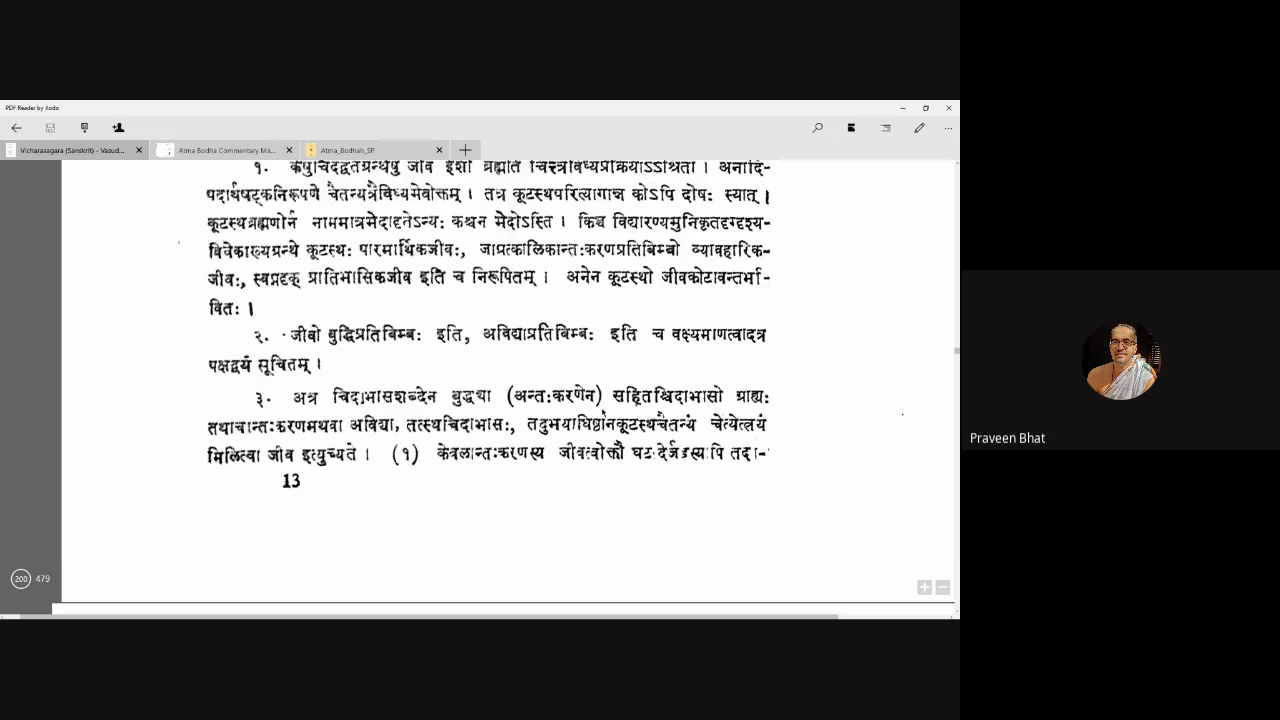 PDF Reader by Xodo
Vicharasagara (Sanskrit) - Vasud...
Atma Bodha Commentary Ma...
Atma_Bodhah_SP
१. केषुचिदद्वैतग्रन्थेषु जीव ईशो ब्रह्मेति चित्त्रैविध्यप्रक्रियाऽऽश्रिता । अनादि-
पदार्थषट्कनिरूपणे चैतन्यत्रैविध्यमेवोक्तम् । तत्र कूटस्थपरित्यागान्न कोऽपि दोषः स्यात् ।
कूटस्थब्रह्मणोर्न नाममात्रभेदादृतेऽन्यः कश्चन भेदोऽस्ति । किञ्च विद्यारण्यमुनिकृतदृग्दृश्य-
विवेकाख्यग्रन्थे कूटस्थः पारमार्थिकजीवः, जाग्रत्कालिकान्तःकरणप्रतिबिम्बो व्यावहारिक-
जीवः, स्वप्नदृक् प्रातिभासिकजीव इति च निरूपितम् । अनेन कूटस्थो जीवकोटावन्तर्भा-
वितः ।
२. जीवो बुद्धिप्रतिबिम्बः इति, अविद्याप्रतिबिम्बः इति च वक्ष्यमाणत्वादत्र
पक्षद्वयं सूचितम् ।
३. अत्र चिदाभासशब्देन बुद्ध्या (अन्तःकरणेन) सहितश्चिदाभासो ग्राह्यः
तथाचान्तःकरणमथवा अविद्या, तत्स्थचिदाभासः, तदुभयाधिष्ठानकूटस्थचैतन्यं चेत्येतत्त्रयं
मिलित्वा जीव इत्युच्यते । (१) केवलान्तःकरणस्य जीवत्वोक्तौ घटादेर्जडस्यापि तदा-
13
200 479
Praveen Bhat